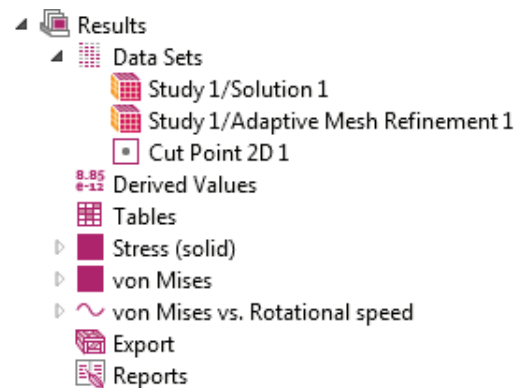 Results
Data Sets
Study 1/Solution 1
Study 1/Adaptive Mesh Refinement 1
Cut Point 2D 1
8.85
e-12 Derived Values
Tables
Stress (solid)
von Mises
von Mises vs. Rotational speed
Export
Reports